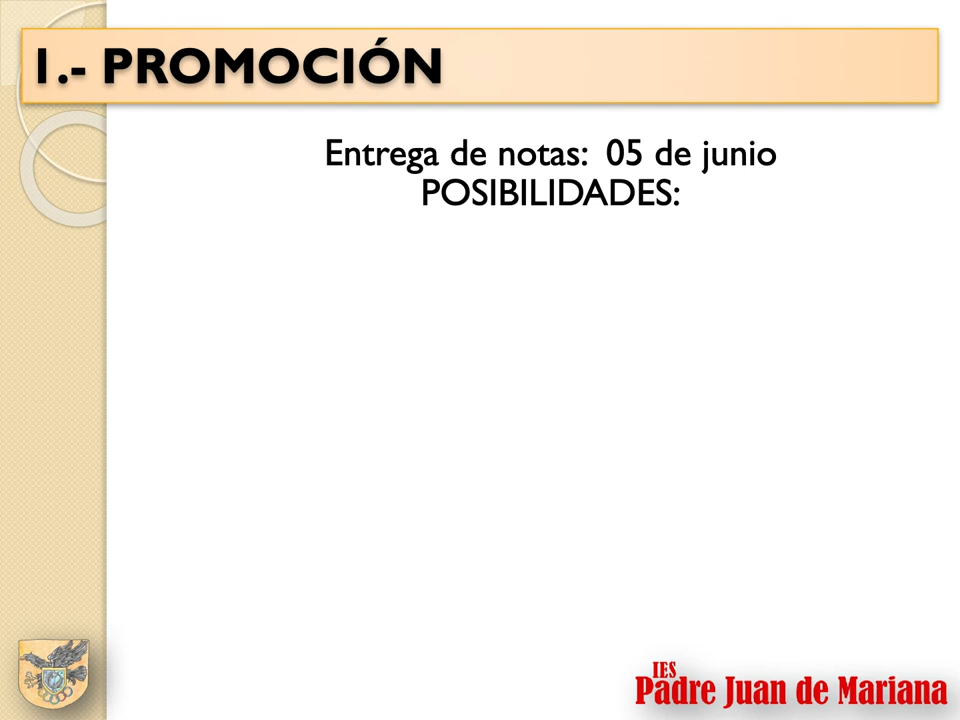 1.- PROMOCIÓN
Entrega de notas: 05 de junio
POSIBILIDADES:
IES
Padre Juan de Mariana